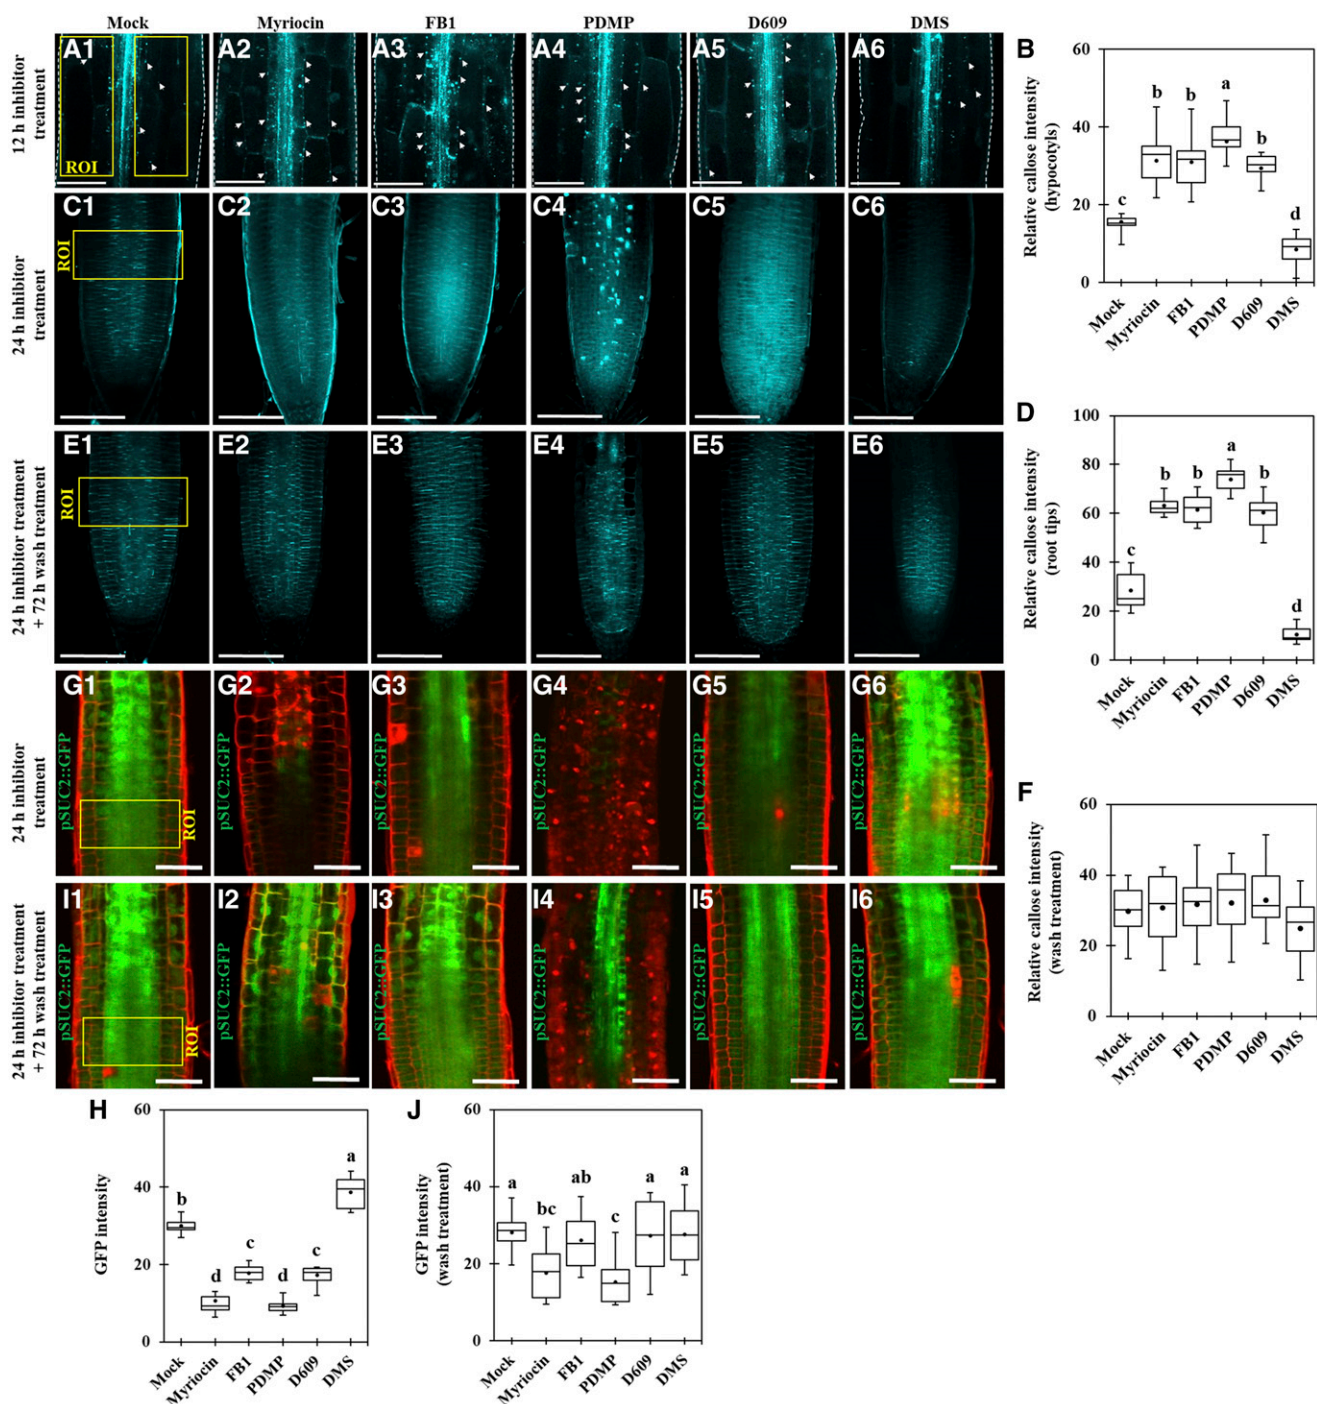 Mock Myriocin FB1 PDMP D609 DMS
12 h inhibitor
treatment
A1 A2 A3 A4 A5 A6
ROI
B
Relative callose intensity
(hypocotyls)
60
40
20
0
c b b a b d
Mock Myriocin FB1 PDMP D609 DMS
24 h inhibitor
treatment
C1 C2 C3 C4 C5 C6
ROI
D
Relative callose intensity
(root tips)
100
80
60
40
20
0
c b b a b d
Mock Myriocin FB1 PDMP D609 DMS
24 h inhibitor treatment
+ 72 h wash treatment
E1 E2 E3 E4 E5 E6
ROI
F
Relative callose intensity
(wash treatment)
60
40
20
0
Mock Myriocin FB1 PDMP D609 DMS
24 h inhibitor
treatment
G1 G2 G3 G4 G5 G6
pSUC2::GFP pSUC2::GFP pSUC2::GFP pSUC2::GFP pSUC2::GFP pSUC2::GFP
ROI
24 h inhibitor treatment
+ 72 h wash treatment
I1 I2 I3 I4 I5 I6
pSUC2::GFP pSUC2::GFP pSUC2::GFP pSUC2::GFP pSUC2::GFP pSUC2::GFP
ROI
H
GFP intensity
60
40
20
0
b d c d c a
Mock Myriocin FB1 PDMP D609 DMS
J
GFP intensity
(wash treatment)
60
40
20
0
a bc ab c a a
Mock Myriocin FB1 PDMP D609 DMS